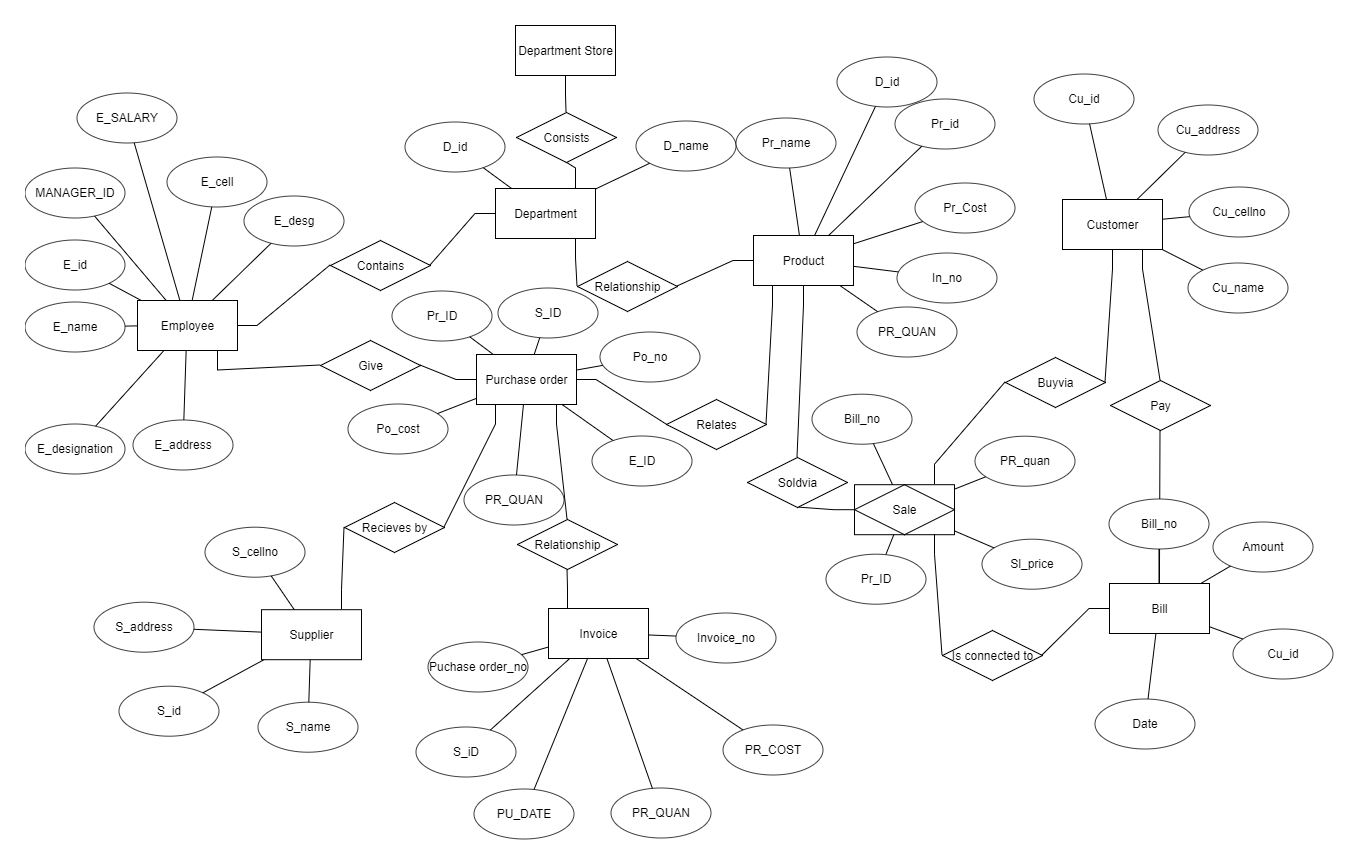 Department Store
D_id
E_SALARY
Cu_id
Pr_id
Cu_address
Consists
Pr_name
D_id
D_name
E_cell
MANAGER_ID
Pr_Cost
Department
Cu_cellno
E_desg
Customer
Product
E_id
Contains
In_no
Relationship
Cu_name
Pr_ID
S_ID
E_name
Employee
PR_QUAN
Po_no
Give
Purchase order
Buyvia
Pay
Bill_no
Relates
Po_cost
E_designation
E_address
E_ID
PR_quan
Soldvia
PR_QUAN
Sale
Recieves by
Bill_no
Relationship
Amount
S_cellno
Sl_price
Pr_ID
Bill
S_address
Supplier
Invoice
Invoice_no
Is connected to
Cu_id
Puchase order_no
S_id
S_name
Date
S_iD
PR_COST
PU_DATE
PR_QUAN